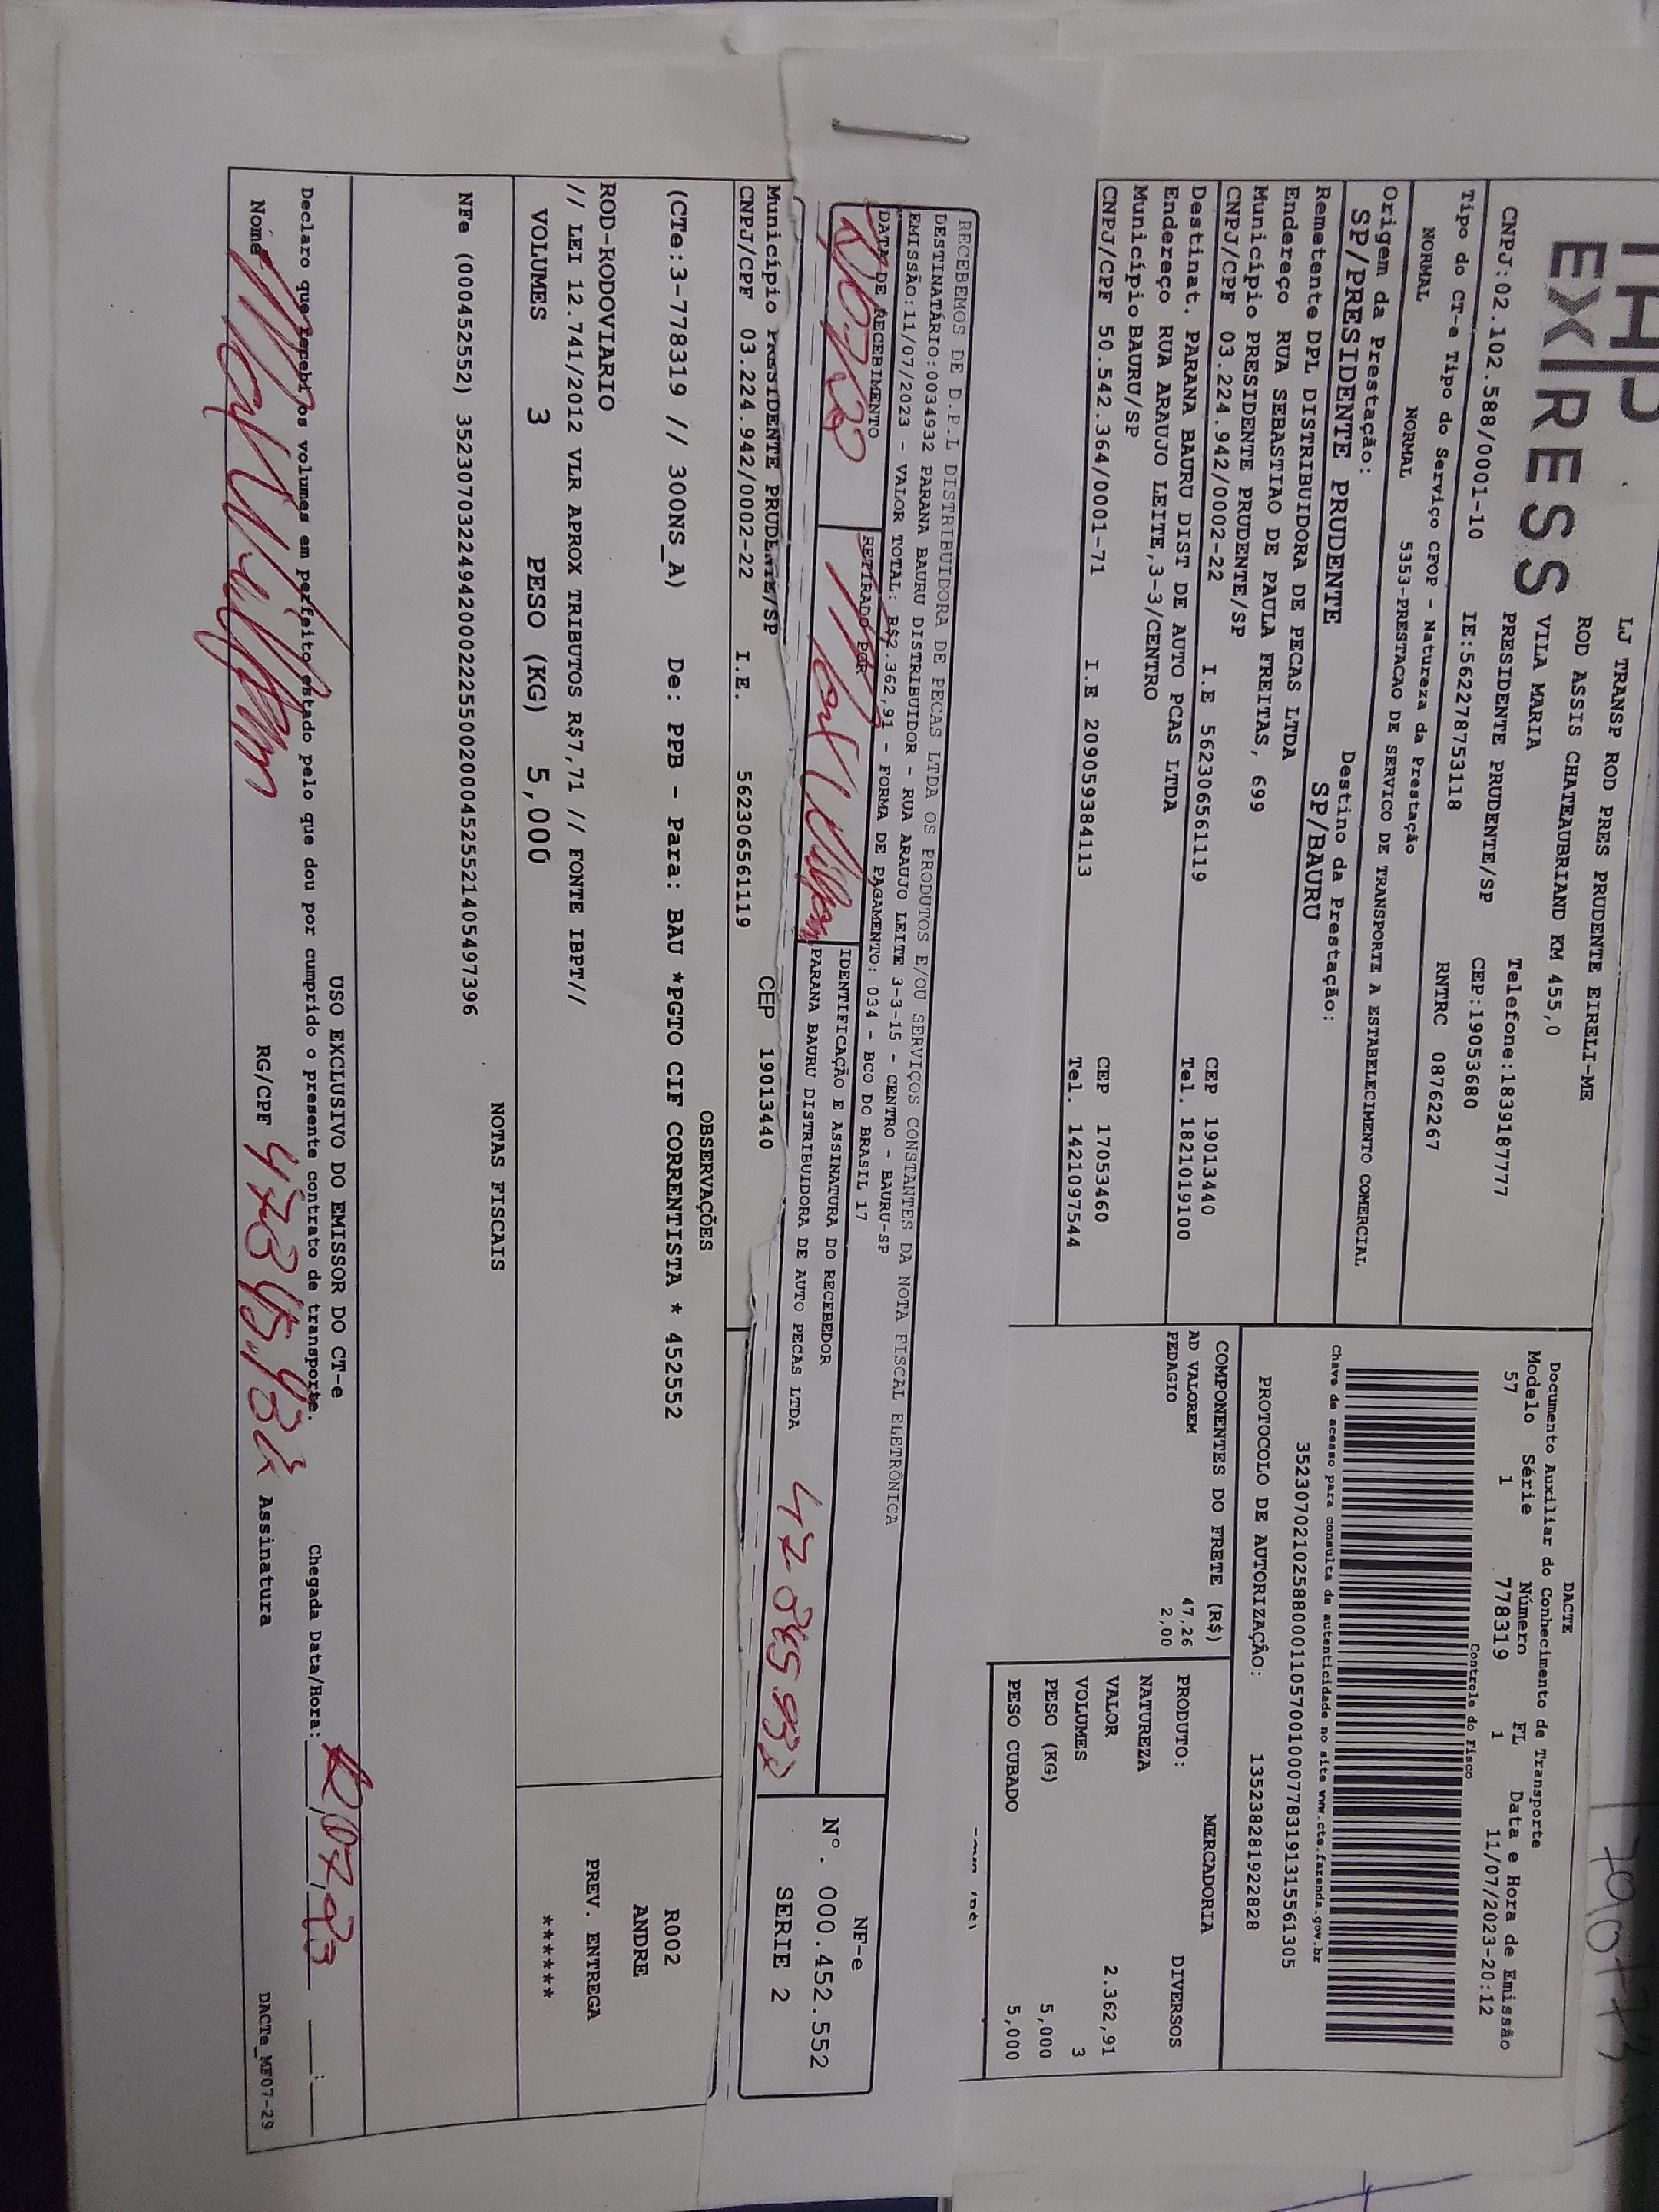 EXPRESS
LJ TRANSP ROD PRES PRUDENTE EIRELI-ME
ROD ASSIS CHATEAUBRIAND KM 455,0
VILA MARIA Telefone:1839187777
PRESIDENTE PRUDENTE/SP CEP:19053680
CNPJ:02.102.588/0001-10 IE:562278753118 RNTRC 08762267
Tipo do CT-e Tipo do Serviço CFOP - Natureza da Prestação
NORMAL NORMAL 5353-PRESTACAO DE SERVICO DE TRANSPORTE A ESTABELECIMENTO COMERCIAL
Origem da Prestação: Destino da Prestação:
SP/PRESIDENTE PRUDENTE SP/BAURU
Remetente DPL DISTRIBUIDORA DE PECAS LTDA
Endereço RUA SEBASTIAO DE PAULA FREITAS, 699
Município PRESIDENTE PRUDENTE/SP CEP 19013440
CNPJ/CPF 03.224.942/0002-22 I.E 562306561119 Tel. 1821019100
Destinat. PARANA BAURU DIST DE AUTO PCAS LTDA
Endereço RUA ARAUJO LEITE,3-3/CENTRO
Município BAURU/SP CEP 17053460
CNPJ/CPF 50.542.364/0001-71 I.E 209059384113 Tel. 1421097544
DACTE
Documento Auxiliar do Conhecimento de Transporte
Modelo Série Número FL Data e Hora de Emissão
57 1 778319 1 11/07/2023-20:12
Controle do Fisco
Chave de acesso para consulta de autenticidade no site www.cte.fazenda.gov.br
35230702102588000110570010007783191315561305
PROTOCOLO DE AUTORIZAÇÃO: 135238281922828
COMPONENTES DO FRETE (R$)
AD VALOREM 47,26
PEDAGIO 2,00
MERCADORIA
PRODUTO: DIVERSOS
NATUREZA
VALOR 2.362,91
VOLUMES 3
PESO (KG) 5,000
PESO CUBADO 5,000
RECEBEMOS DE D.P.L DISTRIBUIDORA DE PECAS LTDA OS PRODUTOS E/OU SERVIÇOS CONSTANTES DA NOTA FISCAL ELETRÔNICA
DESTINATÁRIO:0034932 PARANA BAURU DISTRIBUIDOR - RUA ARAUJO LEITE 3-3-15 - CENTRO - BAURU-SP
EMISSÃO:11/07/2023 - VALOR TOTAL: R$2.362,91 - FORMA DE PAGAMENTO: 034 - BCO DO BRASIL 17
DATA DE RECEBIMENTO RETIRADO POR IDENTIFICAÇÃO E ASSINATURA DO RECEBEDOR
PARANA BAURU DISTRIBUIDORA DE AUTO PECAS LTDA
NF-e
Nº. 000.452.552
SERIE 2
Município PRESIDENTE PRUDENTE/SP CEP 19013440
CNPJ/CPF 03.224.942/0002-22 I.E. 562306561119
OBSERVAÇÕES
(CTe:3-778319 // 300NS_A) De: PPB - Para: BAU *PGTO CIF CORRENTISTA * 452552
R002
ANDRE
ROD-RODOVIARIO
// LEI 12.741/2012 VLR APROX TRIBUTOS R$7,71 // FONTE IBPT//
PREV. ENTREGA
VOLUMES 3 PESO (KG) 5,000 ******
NOTAS FISCAIS
NFe (000452552) 35230703224942000222550020004525521405497396
USO EXCLUSIVO DO EMISSOR DO CT-e
Declaro que recebi os volumes em perfeito estado pelo que dou por cumprido o presente contrato de transporte. Chegada Data/Hora:
Nome RG/CPF Assinatura
DACTe_MF07-29